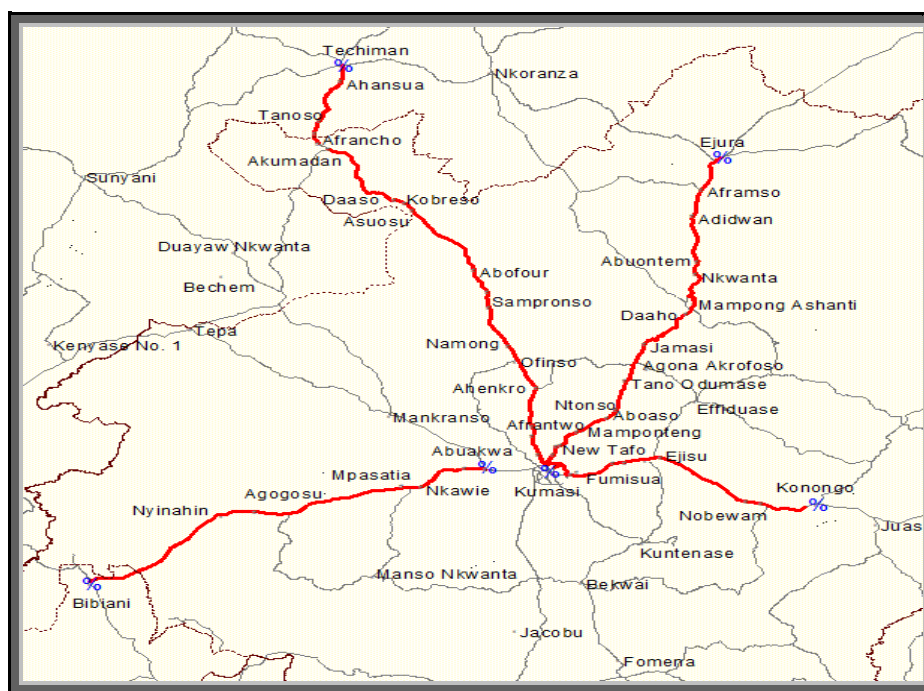 Techiman
Nkoranza
Ahansua
Tanoso
Afrancho
Ejura
Akumadan
Sunyani
Aframso
Daaso
Kobreso
Asuosu
Adidwan
Duayaw Nkwanta
Abuontem
Abofour
Nkwanta
Bechem
Sampronso
Mampong Ashanti
Daaho
Tepa
Kenyase No. 1
Namong
Jamasi
Ofinso
Agona Akrofoso
Ahenkro
Tano Odumase
Ntonso
Effiduase
Mankranso
Aboaso
Afrantwo
Mamponteng
Abuakwa
New Tafo
Ejisu
Mpasatia
Fumisua
Konongo
Agogosu
Nkawie
Kumasi
Nyinahin
Nobewam
Juas
Kuntenase
Manso Nkwanta
Bekwai
Bibiani
Jacobu
Fomena